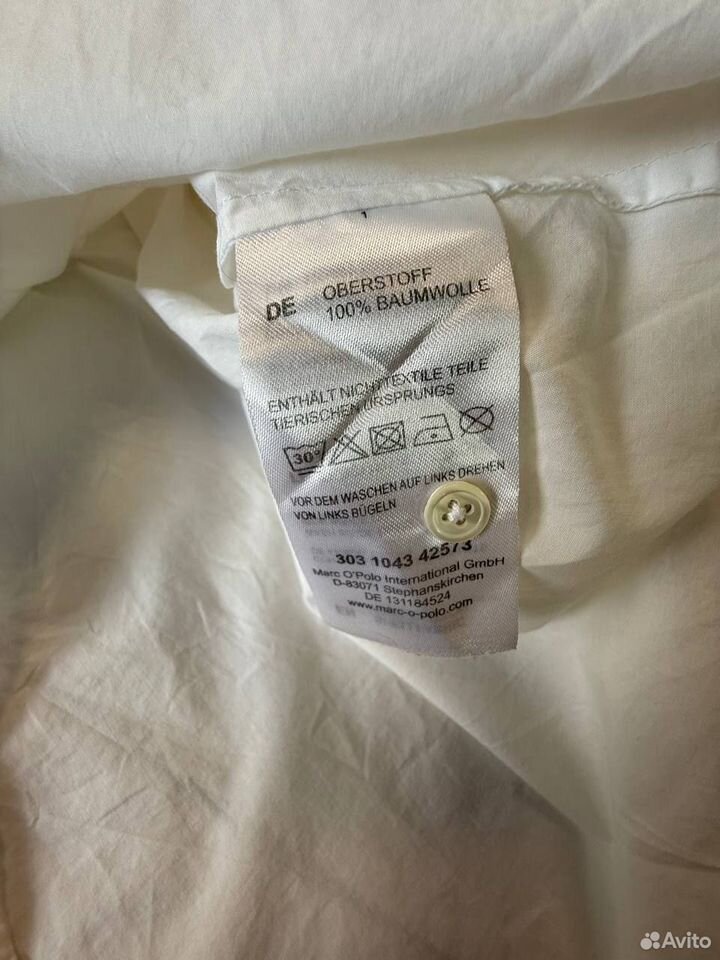 1
DE OBERSTOFF
100% BAUMWOLLE
ENTHÄLT NICHTTEXTILE TEILE
TIERISCHEN URSPRUNGS
30°
VOR DEM WASCHEN AUF LINKS DREHEN
VON LINKS BÜGELN
303 1043 42573
Marc O'Polo International GmbH
D-83071 Stephanskirchen
DE 131184524
www.marc-o-polo.com
Avito